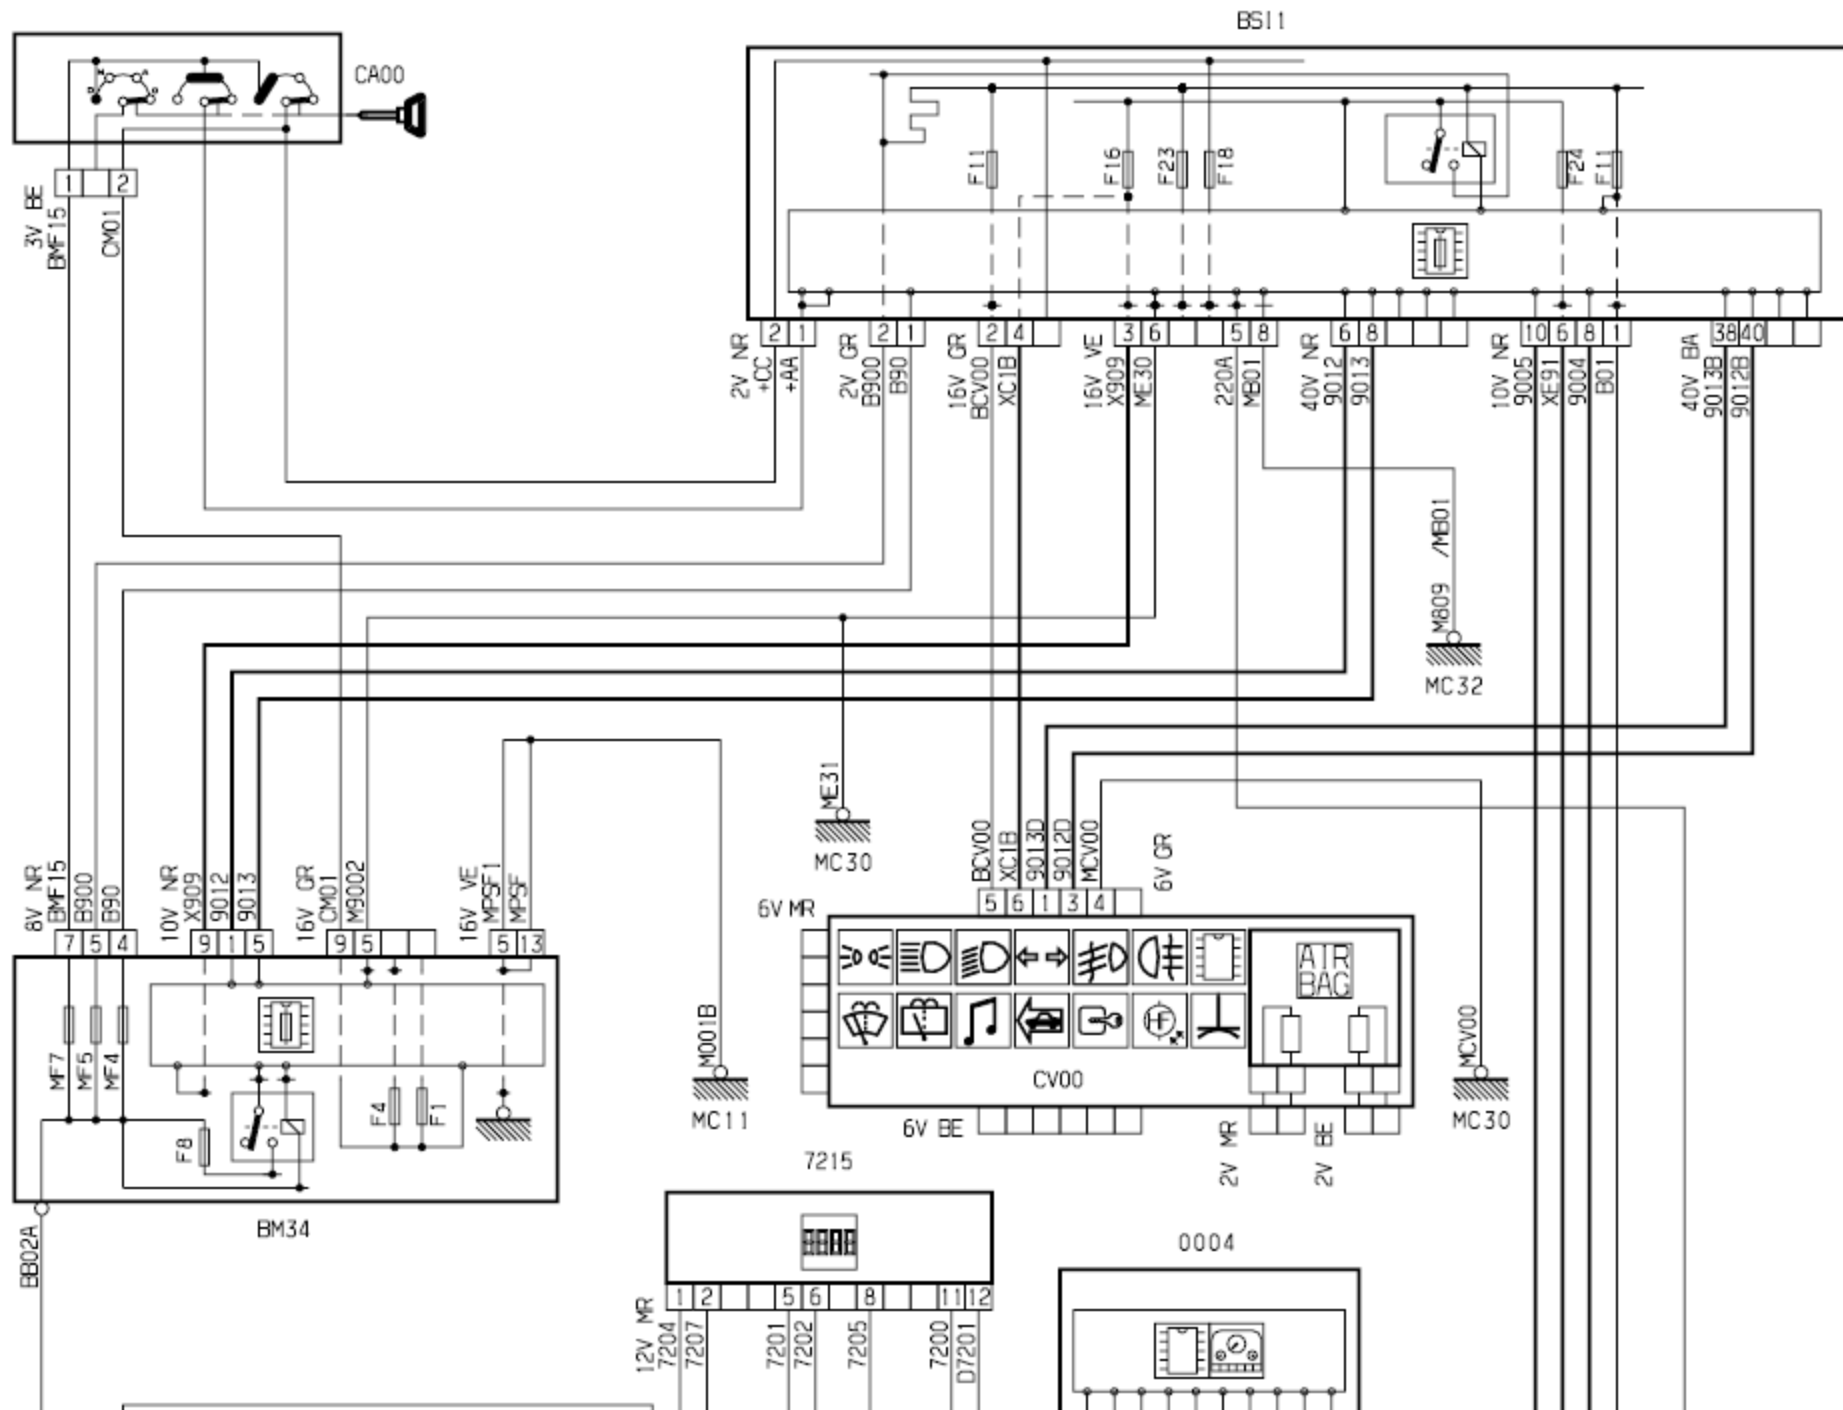 BSI1
CA00
F11
F16
F23
F18
F24
F11
1 2
3V BE
BMF15
CM01
2 1
2V NR
+CC
+AA
2 1
2V GR
B900
B90
2 4
16V GR
BCV00
XC1B
3 6 5 8
16V VE
X909
ME30
220A
MB01
6 8
40V NR
9012
9013
10 6 8 1
10V NR
9005
XE91
9004
B01
38 40
40V BA
9013B
9012B
M809 /MB01
MC32
ME31
MC30
8V NR
BMF15
B900
B90
7 5 4
10V NR
X909
9012
9013
9 1 5
16V GR
CM01
M9002
9 5
16V VE
MPSF1
MPSF
5 13
MF7
MF5
MF4
F8
F4
F1
BM34
BB02A
M001B
MC11
BCV00
XC1B
9013D
9012D
MCV00
6V GR
5 6 1 3 4
6V MR
AIR
BAG
HF
CV00
6V BE
2V MR
2V BE
MCV00
MC30
7215
1 2 5 6 8 11 12
12V MR
7204
7207
7201
7202
7205
7200
D7201
0004